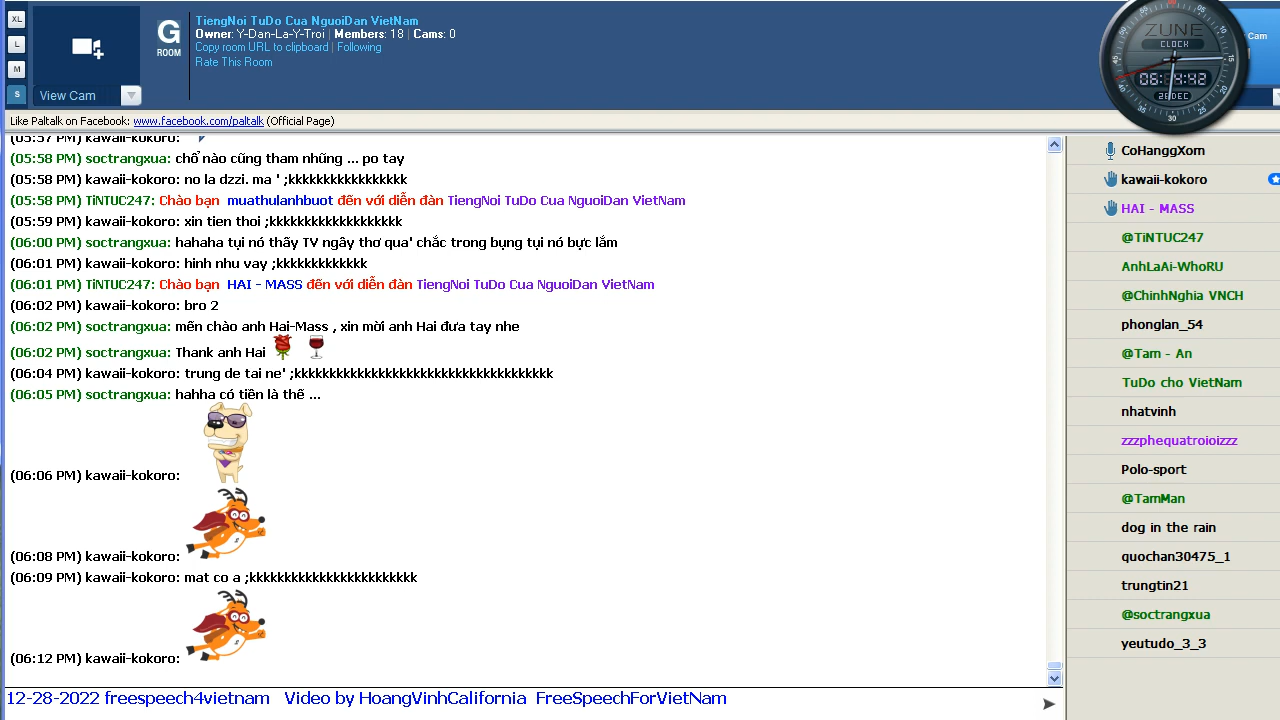 XL
L
M
S
View Cam
G
ROOM
TiengNoi TuDo Cua NguoiDan VietNam
Owner: Y-Dan-La-Y-Troi | Members: 18 | Cams: 0
Copy room URL to clipboard | Following
Rate This Room
ZUNE
CLOCK
28 DEC
Cam
Like Paltalk on Facebook: www.facebook.com/paltalk (Official Page)
(05:57 PM) kawaii-kokoro:
(05:58 PM) soctrangxua: chổ nào cũng tham nhũng ... po tay
(05:58 PM) kawaii-kokoro: no la dzzi. ma ' ;kkkkkkkkkkkkkkkkk
(05:58 PM) TiNTUC247: Chào bạn muathulanhbuot đến với diễn đàn TiengNoi TuDo Cua NguoiDan VietNam
(05:59 PM) kawaii-kokoro: xin tien thoi ;kkkkkkkkkkkkkkkkkkk
(06:00 PM) soctrangxua: hahaha tụi nó thấy TV ngây thơ qua' chắc trong bụng tụi nó bực lắm
(06:01 PM) kawaii-kokoro: hinh nhu vay ;kkkkkkkkkkkkk
(06:01 PM) TiNTUC247: Chào bạn HAI - MASS đến với diễn đàn TiengNoi TuDo Cua NguoiDan VietNam
(06:02 PM) kawaii-kokoro: bro 2
(06:02 PM) soctrangxua: mến chào anh Hai-Mass , xin mời anh Hai đưa tay nhe
(06:02 PM) soctrangxua: Thank anh Hai
(06:04 PM) kawaii-kokoro: trung de tai ne' ;kkkkkkkkkkkkkkkkkkkkkkkkkkkkkkkkkkkkk
(06:05 PM) soctrangxua: hahha có tiền là thế ...
(06:06 PM) kawaii-kokoro:
(06:08 PM) kawaii-kokoro:
(06:09 PM) kawaii-kokoro: mat co a ;kkkkkkkkkkkkkkkkkkkkkkkk
(06:12 PM) kawaii-kokoro:
CoHanggXom
kawaii-kokoro
HAI - MASS
@TiNTUC247
AnhLaAi-WhoRU
@ChinhNghia VNCH
phonglan_54
@Tam - An
TuDo cho VietNam
nhatvinh
zzzphequatroioizzz
Polo-sport
@TamMan
dog in the rain
quochan30475_1
trungtin21
@soctrangxua
yeutudo_3_3
12-28-2022 freespeech4vietnam Video by HoangVinhCalifornia FreeSpeechForVietNam